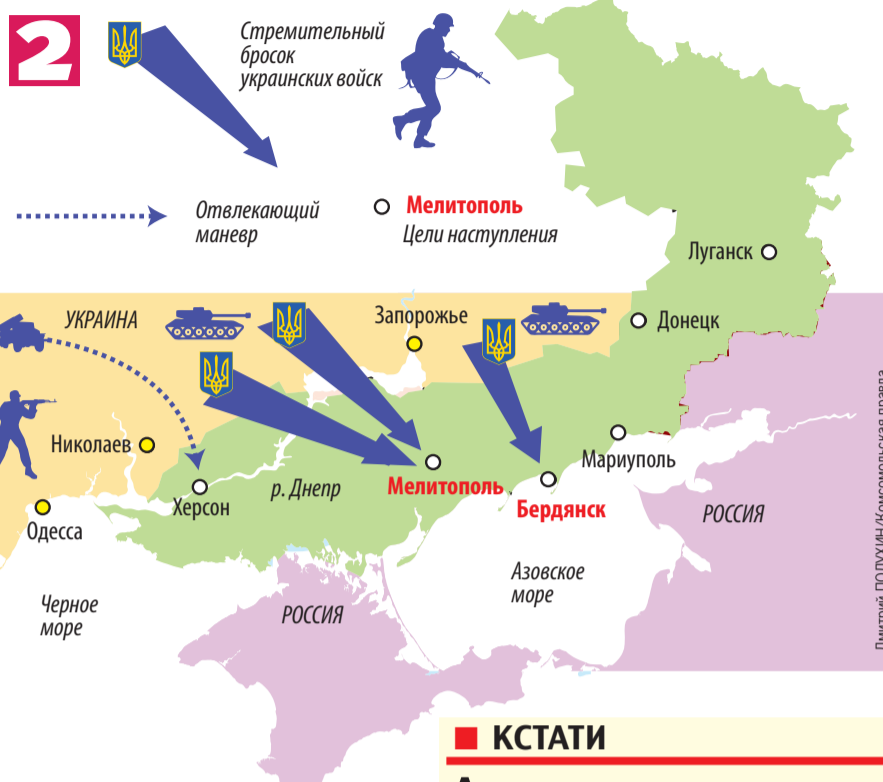 2
Стремительный
бросок
украинских войск
Отвлекающий
маневр
Мелитополь
Цели наступления
Луганск
УКРАИНА
Запорожье
Донецк
Николаев
Мариуполь
Херсон
р. Днепр
Мелитополь
Бердянск
Одесса
РОССИЯ
Азовское
море
Черное
море
РОССИЯ
Дмитрий ПОЛУХИН/Комсомольская правда
КСТАТИ